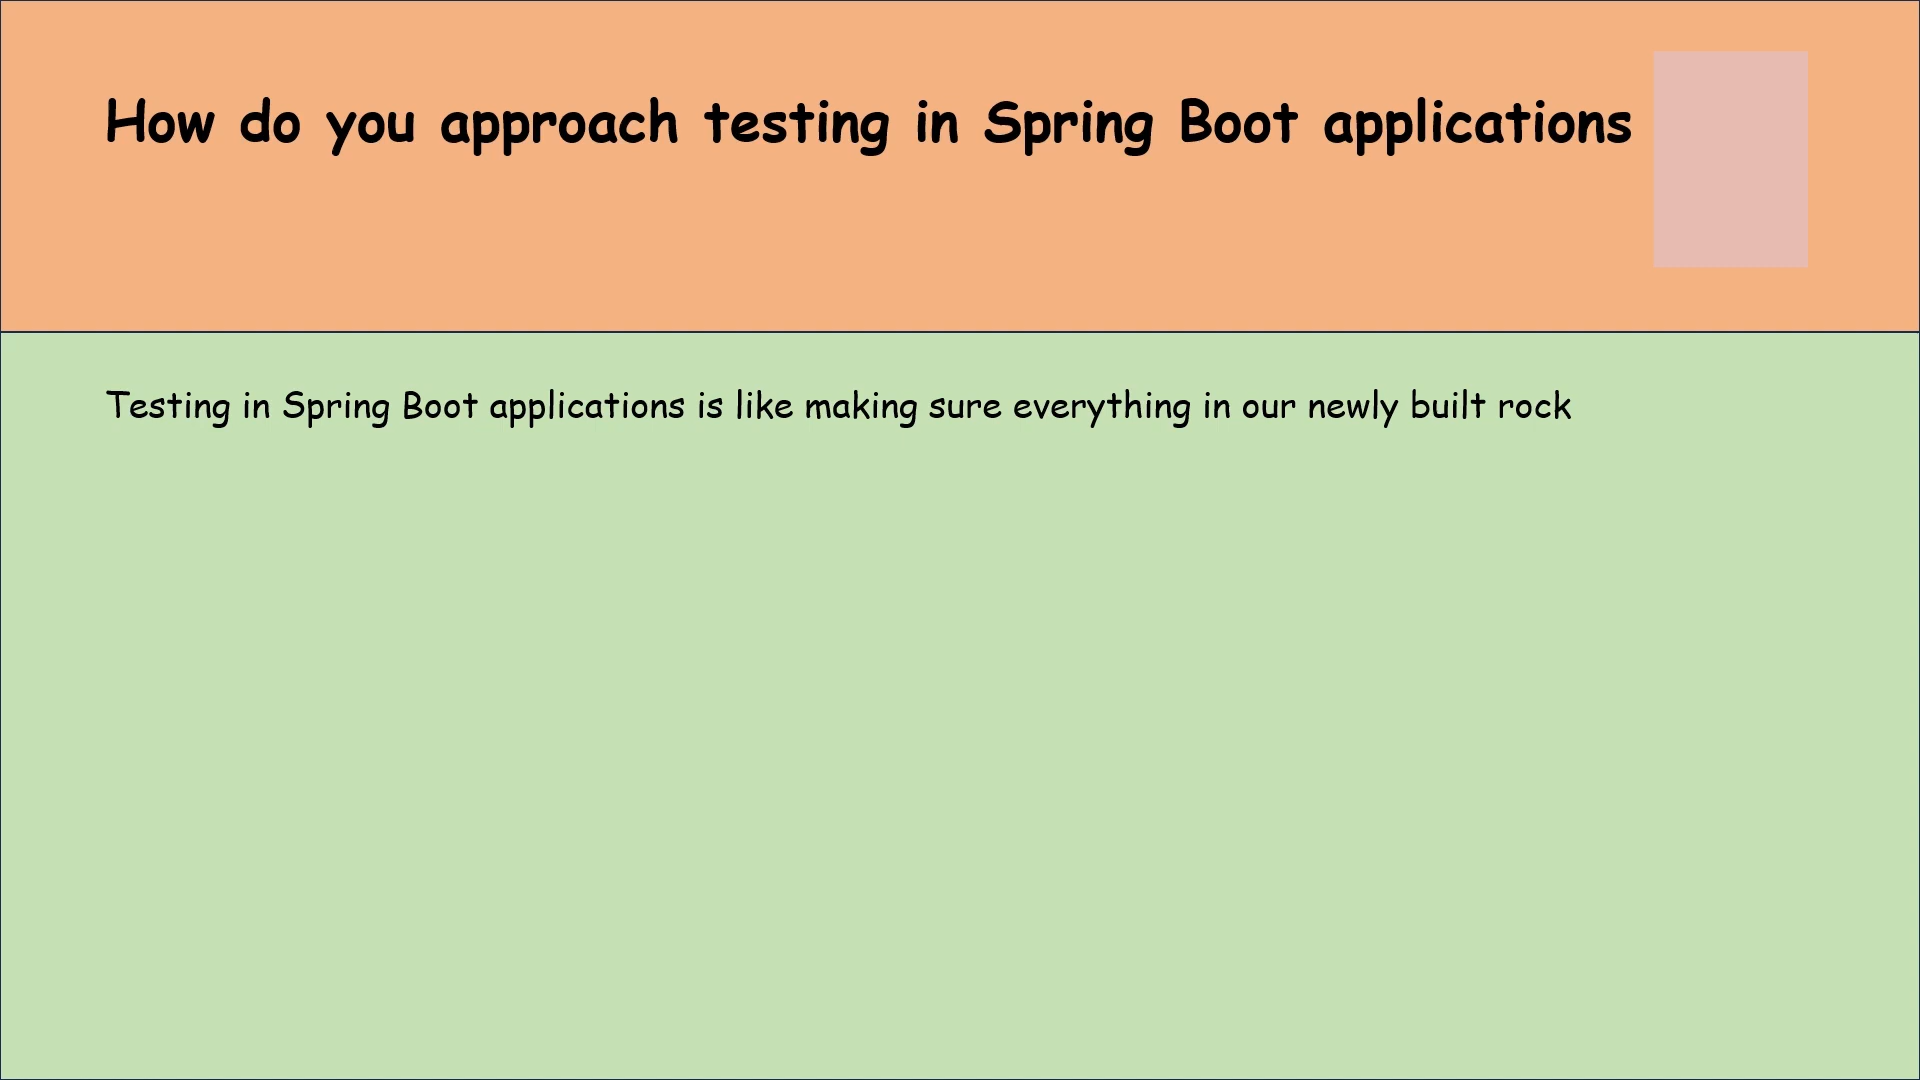 How do you approach testing in Spring Boot applications
Testing in Spring Boot applications is like making sure everything in our newly built rock